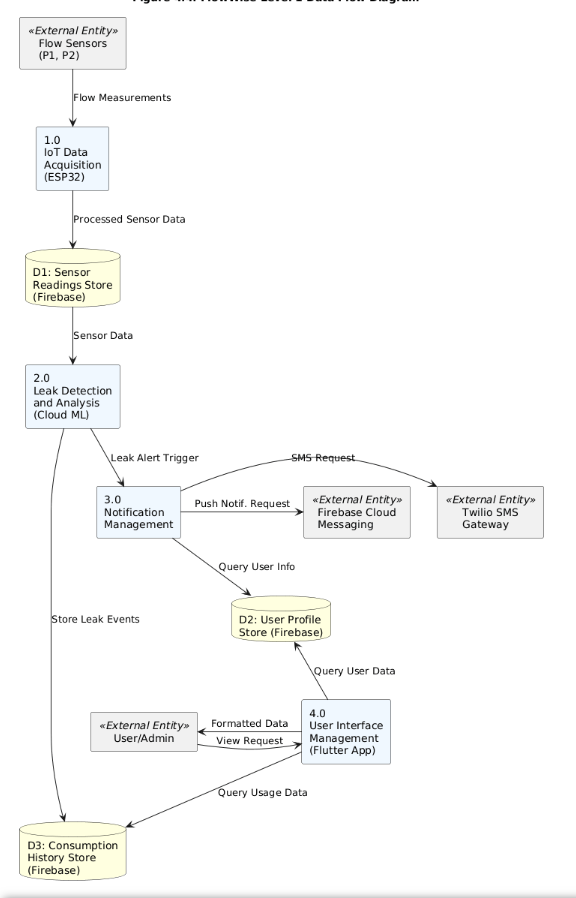 Figure 4.4: FlowWise Level 1 Data Flow Diagram
«External Entity»
Flow Sensors
(P1, P2)
Flow Measurements
1.0
IoT Data
Acquisition
(ESP32)
Processed Sensor Data
D1: Sensor
Readings Store
(Firebase)
Sensor Data
2.0
Leak Detection
and Analysis
(Cloud ML)
Leak Alert Trigger
SMS Request
3.0
Notification
Management
Push Notif. Request
«External Entity»
Firebase Cloud
Messaging
«External Entity»
Twilio SMS
Gateway
Query User Info
D2: User Profile
Store (Firebase)
Store Leak Events
Query User Data
«External Entity»
User/Admin
Formatted Data
View Request
4.0
User Interface
Management
(Flutter App)
Query Usage Data
D3: Consumption
History Store
(Firebase)